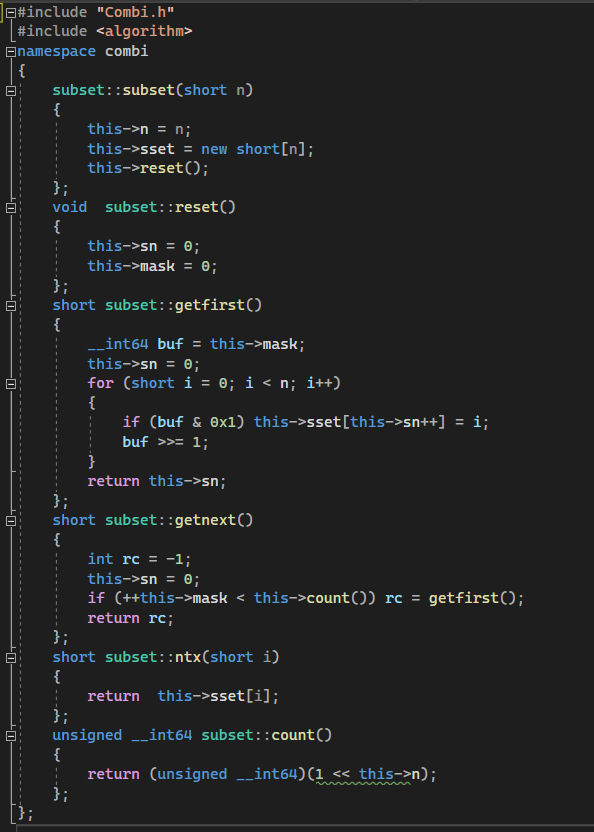 #include "Combi.h"
#include <algorithm>
namespace combi
{
    subset::subset(short n)
    {
        this->n = n;
        this->sset = new short[n];
        this->reset();
    };
    void  subset::reset()
    {
        this->sn = 0;
        this->mask = 0;
    };
    short subset::getfirst()
    {
        __int64 buf = this->mask;
        this->sn = 0;
        for (short i = 0; i < n; i++)
        {
            if (buf & 0x1) this->sset[this->sn++] = i;
            buf >>= 1;
        }
        return this->sn;
    };
    short subset::getnext()
    {
        int rc = -1;
        this->sn = 0;
        if (++this->mask < this->count()) rc = getfirst();
        return rc;
    };
    short subset::ntx(short i)
    {
        return  this->sset[i];
    };
    unsigned __int64 subset::count()
    {
        return (unsigned __int64)(1 << this->n);
    };
};